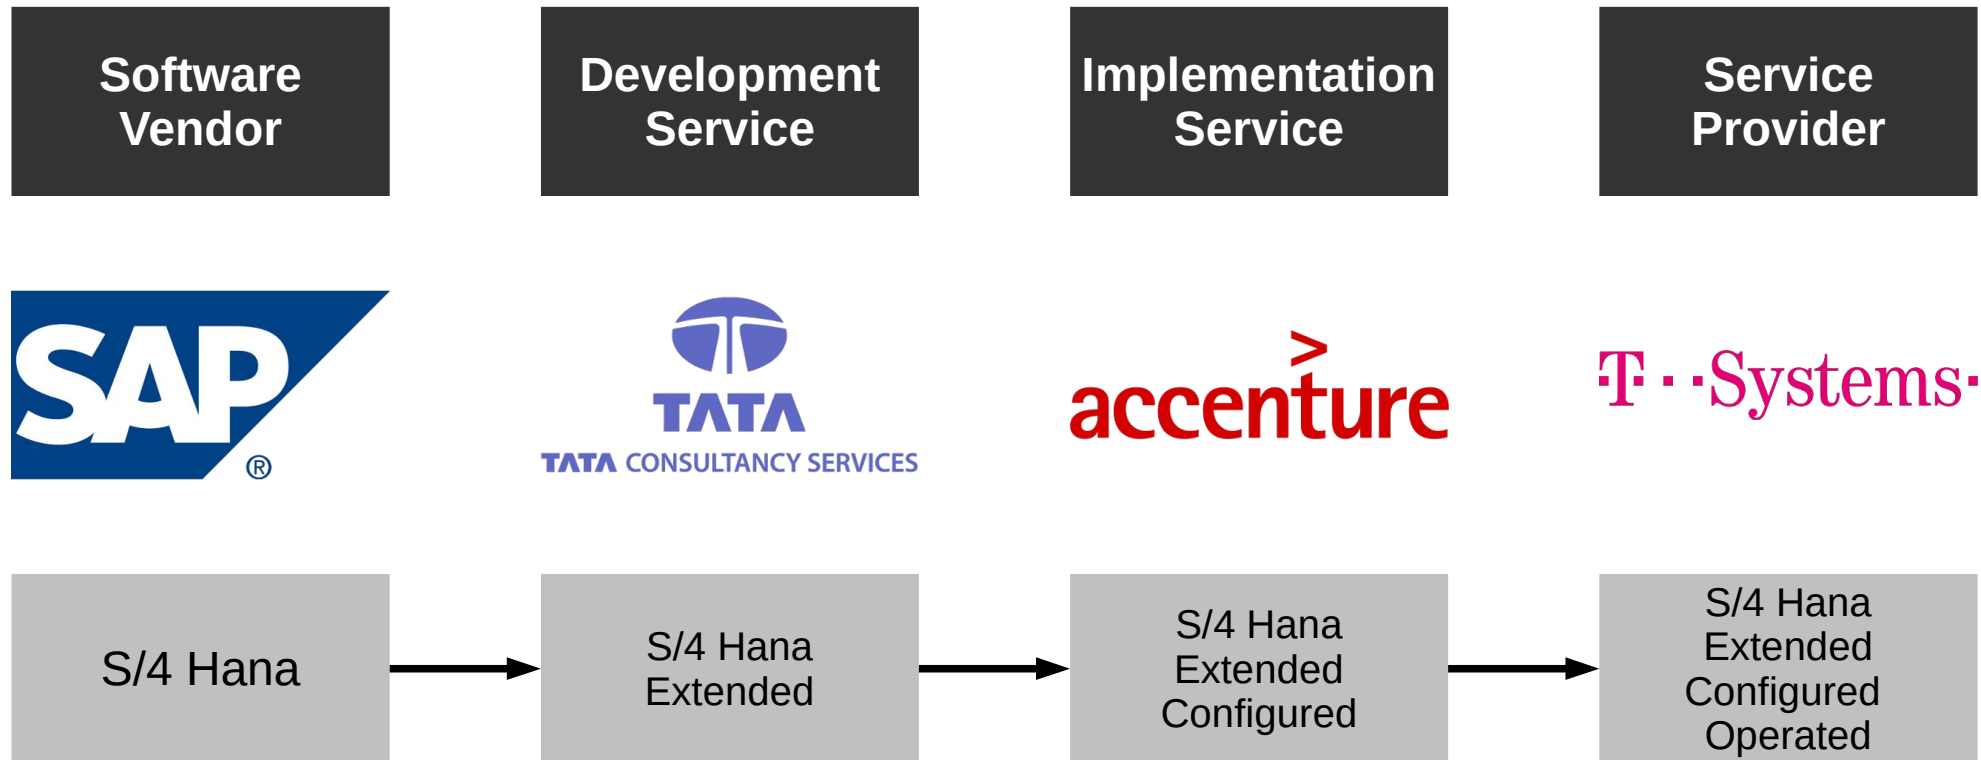 Software
Vendor
Development
Service
Implementation
Service
Service
Provider
SAP
®
TATA
TATA CONSULTANCY SERVICES
>
accenture
T··Systems·
S/4 Hana
S/4 Hana
Extended
S/4 Hana
Extended
Configured
S/4 Hana
Extended
Configured
Operated